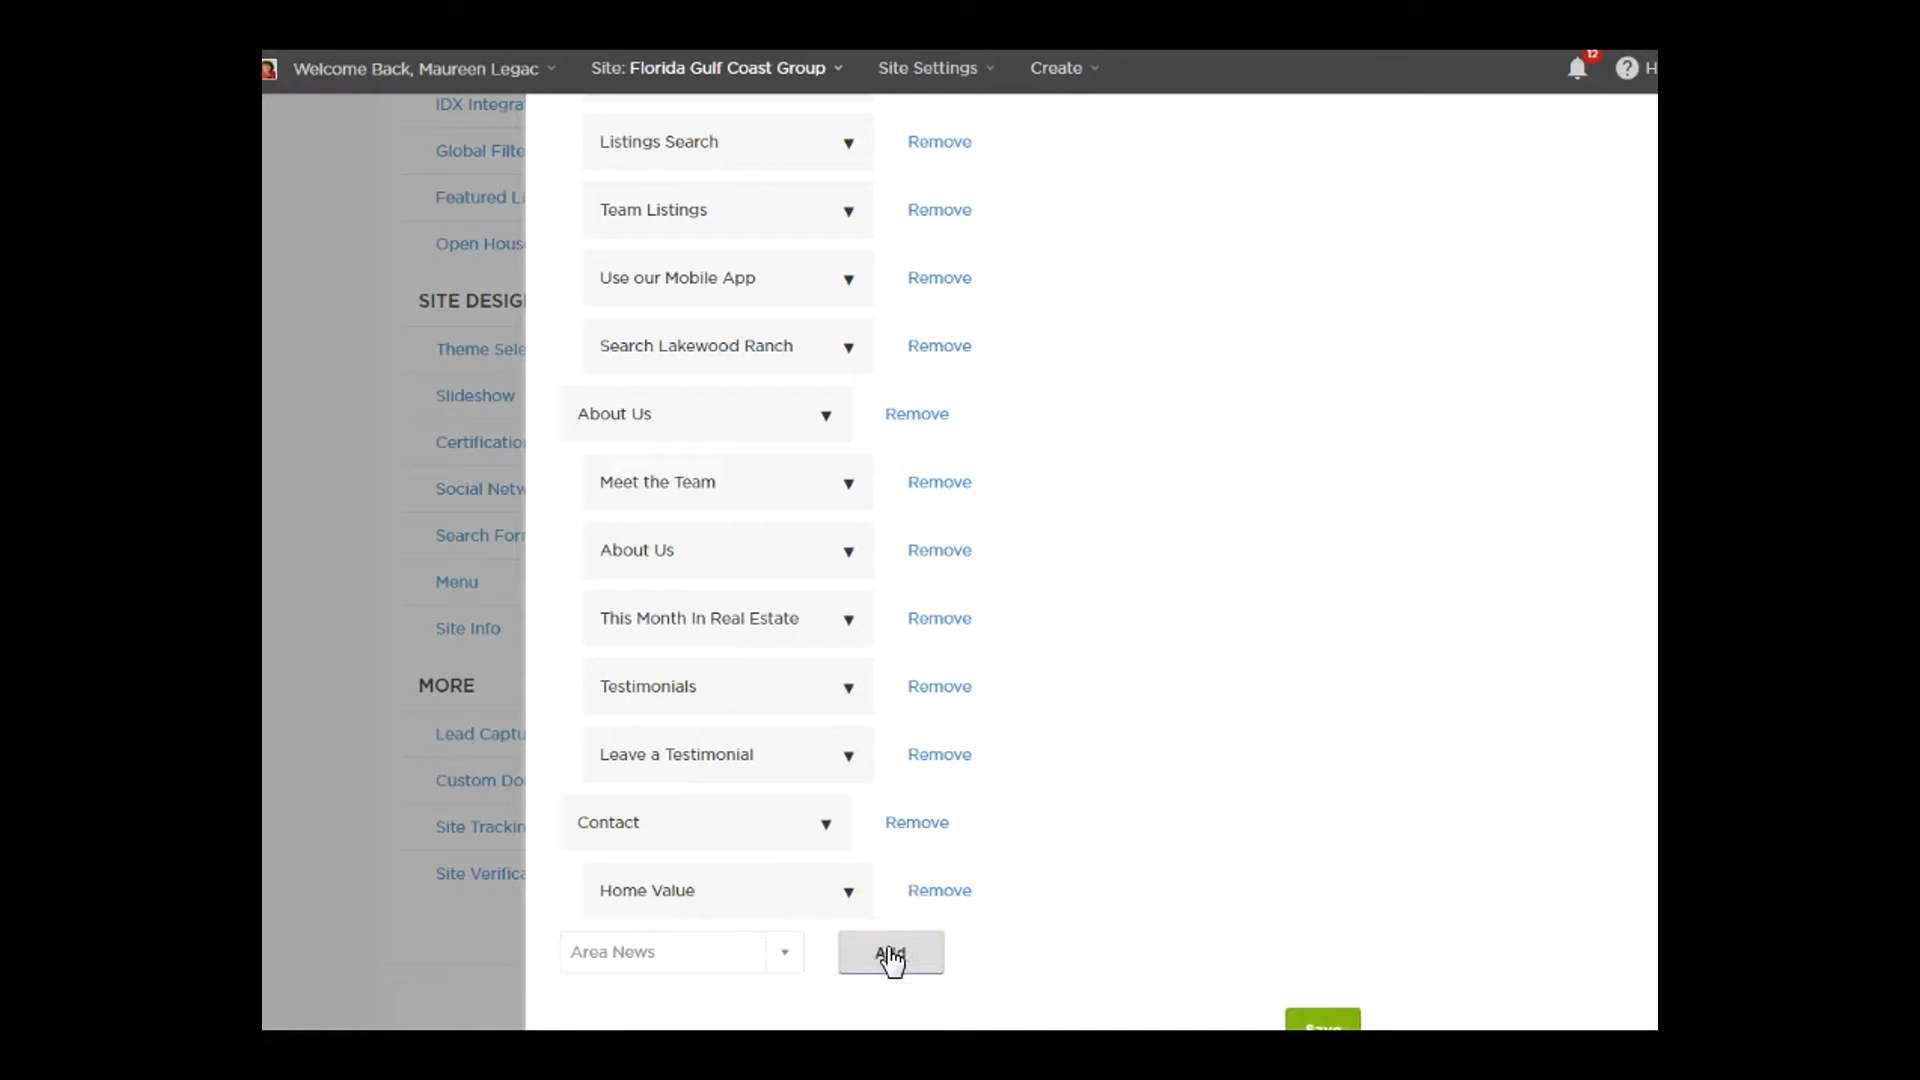 Welcome Back, Maureen Legac
Site: Florida Gulf Coast Group
Site Settings
Create
12
?
H
IDX Integra
Global Filte
Featured Li
Open Hous
SITE DESIG
Theme Sele
Slideshow
Certificatio
Social Netw
Search For
Menu
Site Info
MORE
Lead Captu
Custom Do
Site Trackin
Site Verifica
Listings Search
Remove
Team Listings
Remove
Use our Mobile App
Remove
Search Lakewood Ranch
Remove
About Us
Remove
Meet the Team
Remove
About Us
Remove
This Month In Real Estate
Remove
Testimonials
Remove
Leave a Testimonial
Remove
Contact
Remove
Home Value
Remove
Area News
Add
Save